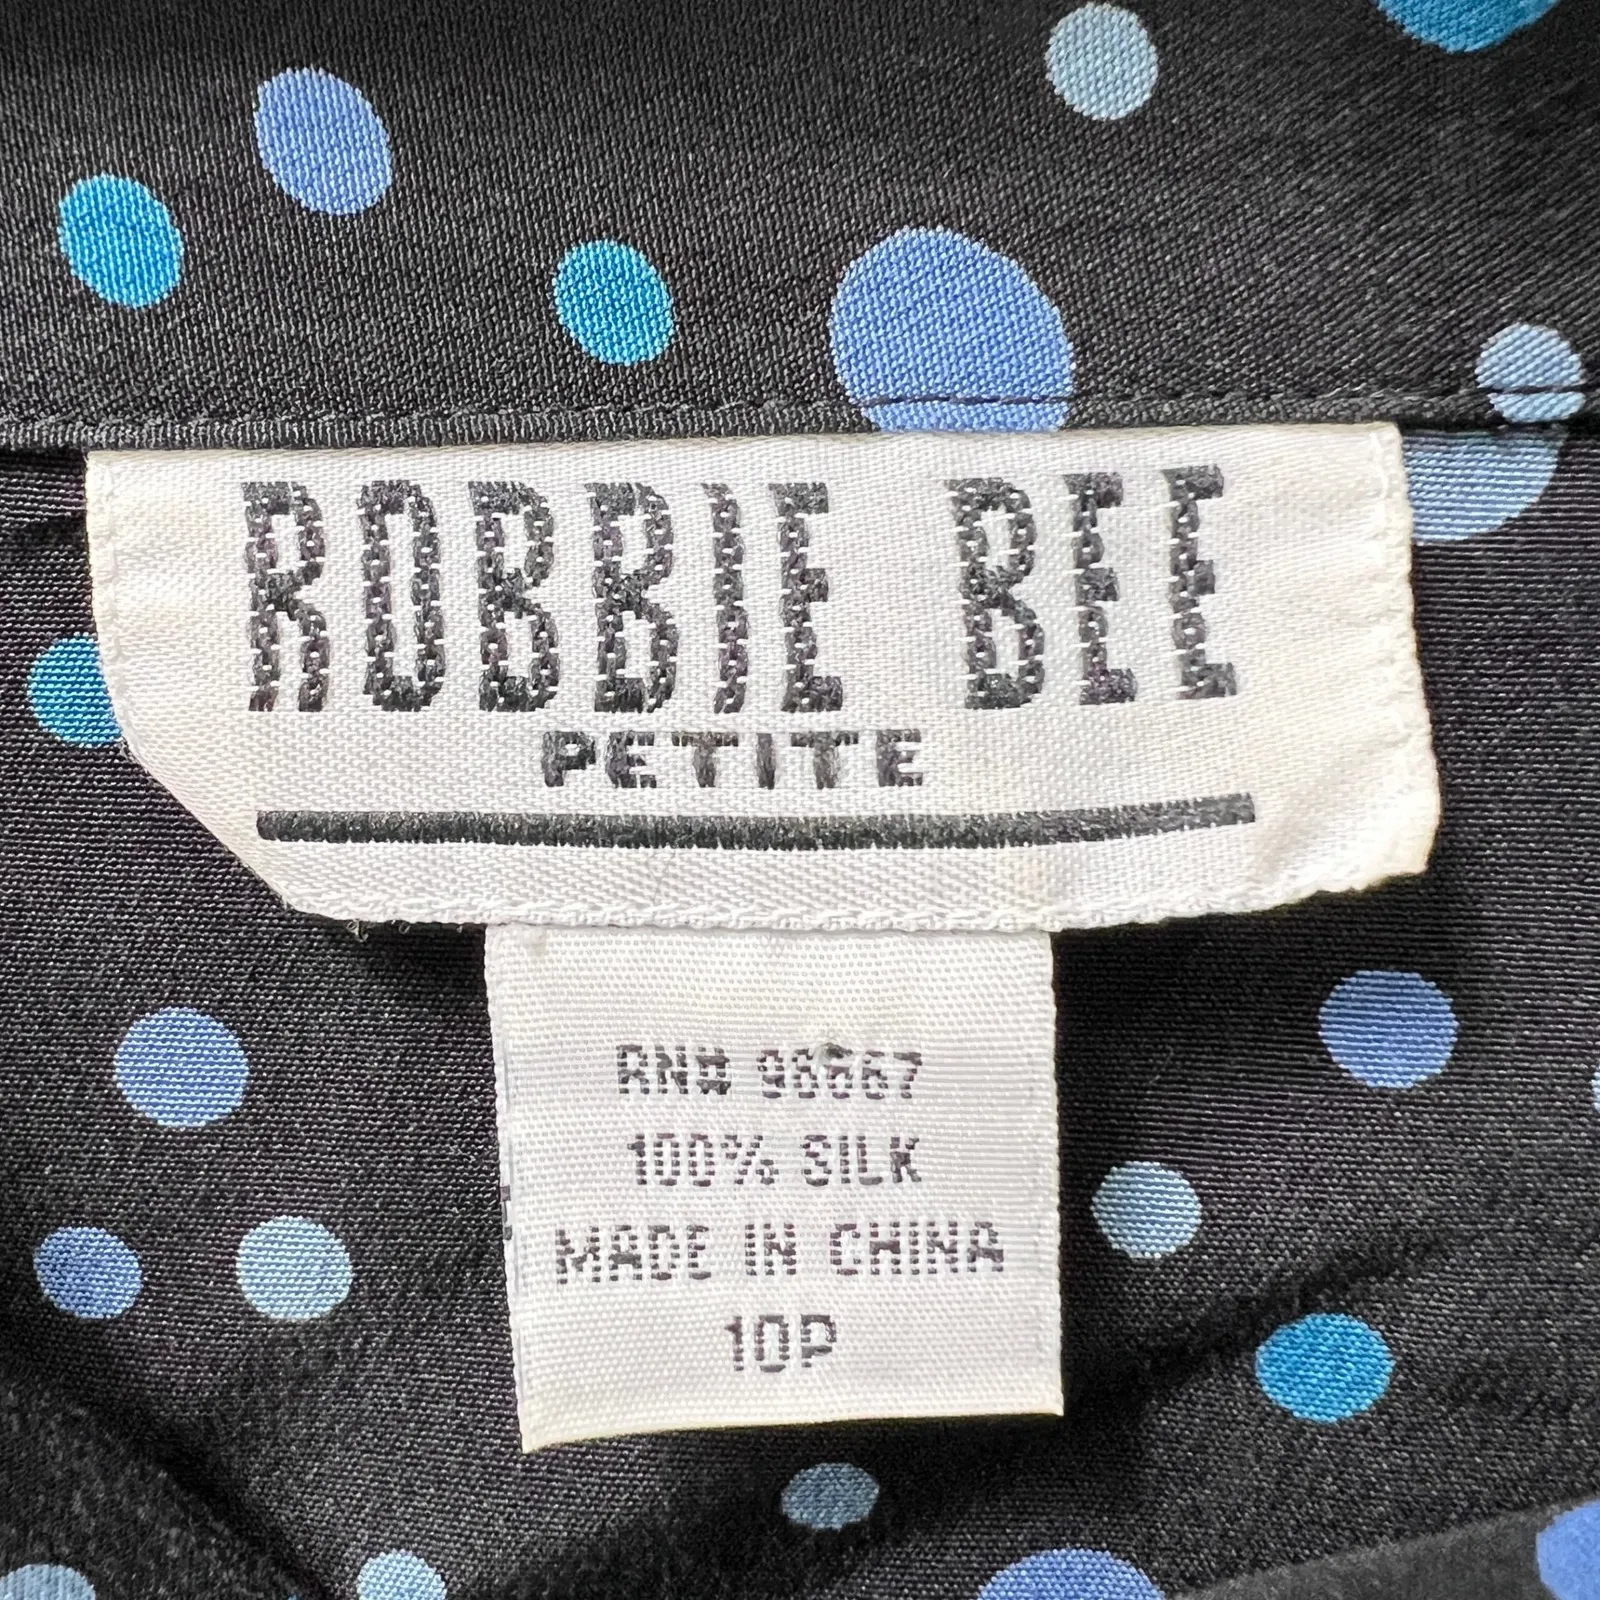 ROBBIE BEE
PETITE
RN# 96667
100% SILK
MADE IN CHINA
10P